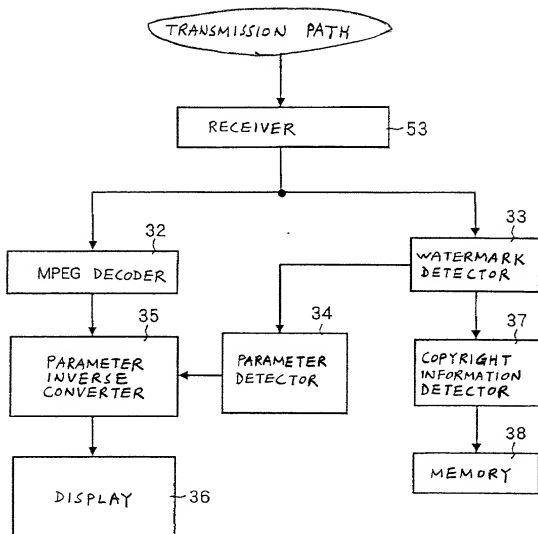 TRANSMISSION PATH
RECEIVER
53
32
MPEG DECODER
33
WATERMARK
DETECTOR
35
PARAMETER
INVERSE
CONVERTER
34
PARAMETER
DETECTOR
37
COPYRIGHT
INFORMATION
DETECTOR
38
MEMORY
DISPLAY
36